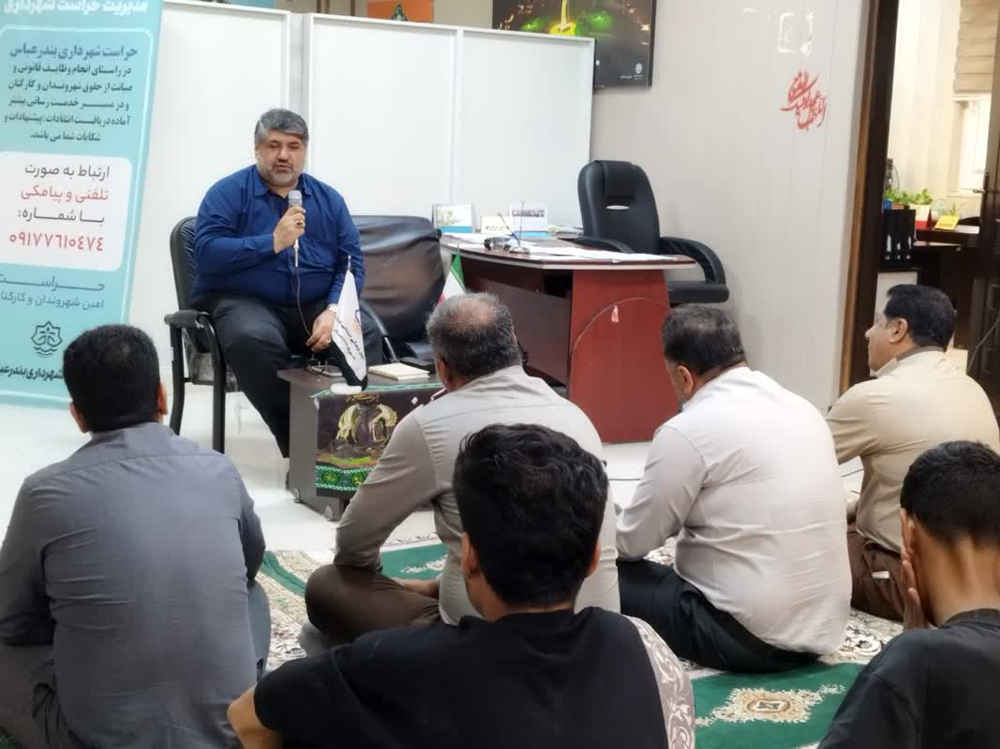 مدیریت حراست شهرداری
حراست شهرداری بندرعباس
در راستای انجام وظایف قانونی و
صیانت از حقوق شهروندان و کارکنان
و در مسیر خدمت رسانی بیشتر
آماده دریافت انتقادات؛ پیشنهادات و
شکایات شما می باشد.
ارتباط به صورت
تلفنی و پیامکی
با شماره:
۰۹۱۷۷۶۱۰۴۷۴
حراست
امین شهروندان و کارکنا
شهرداری بندرعبا